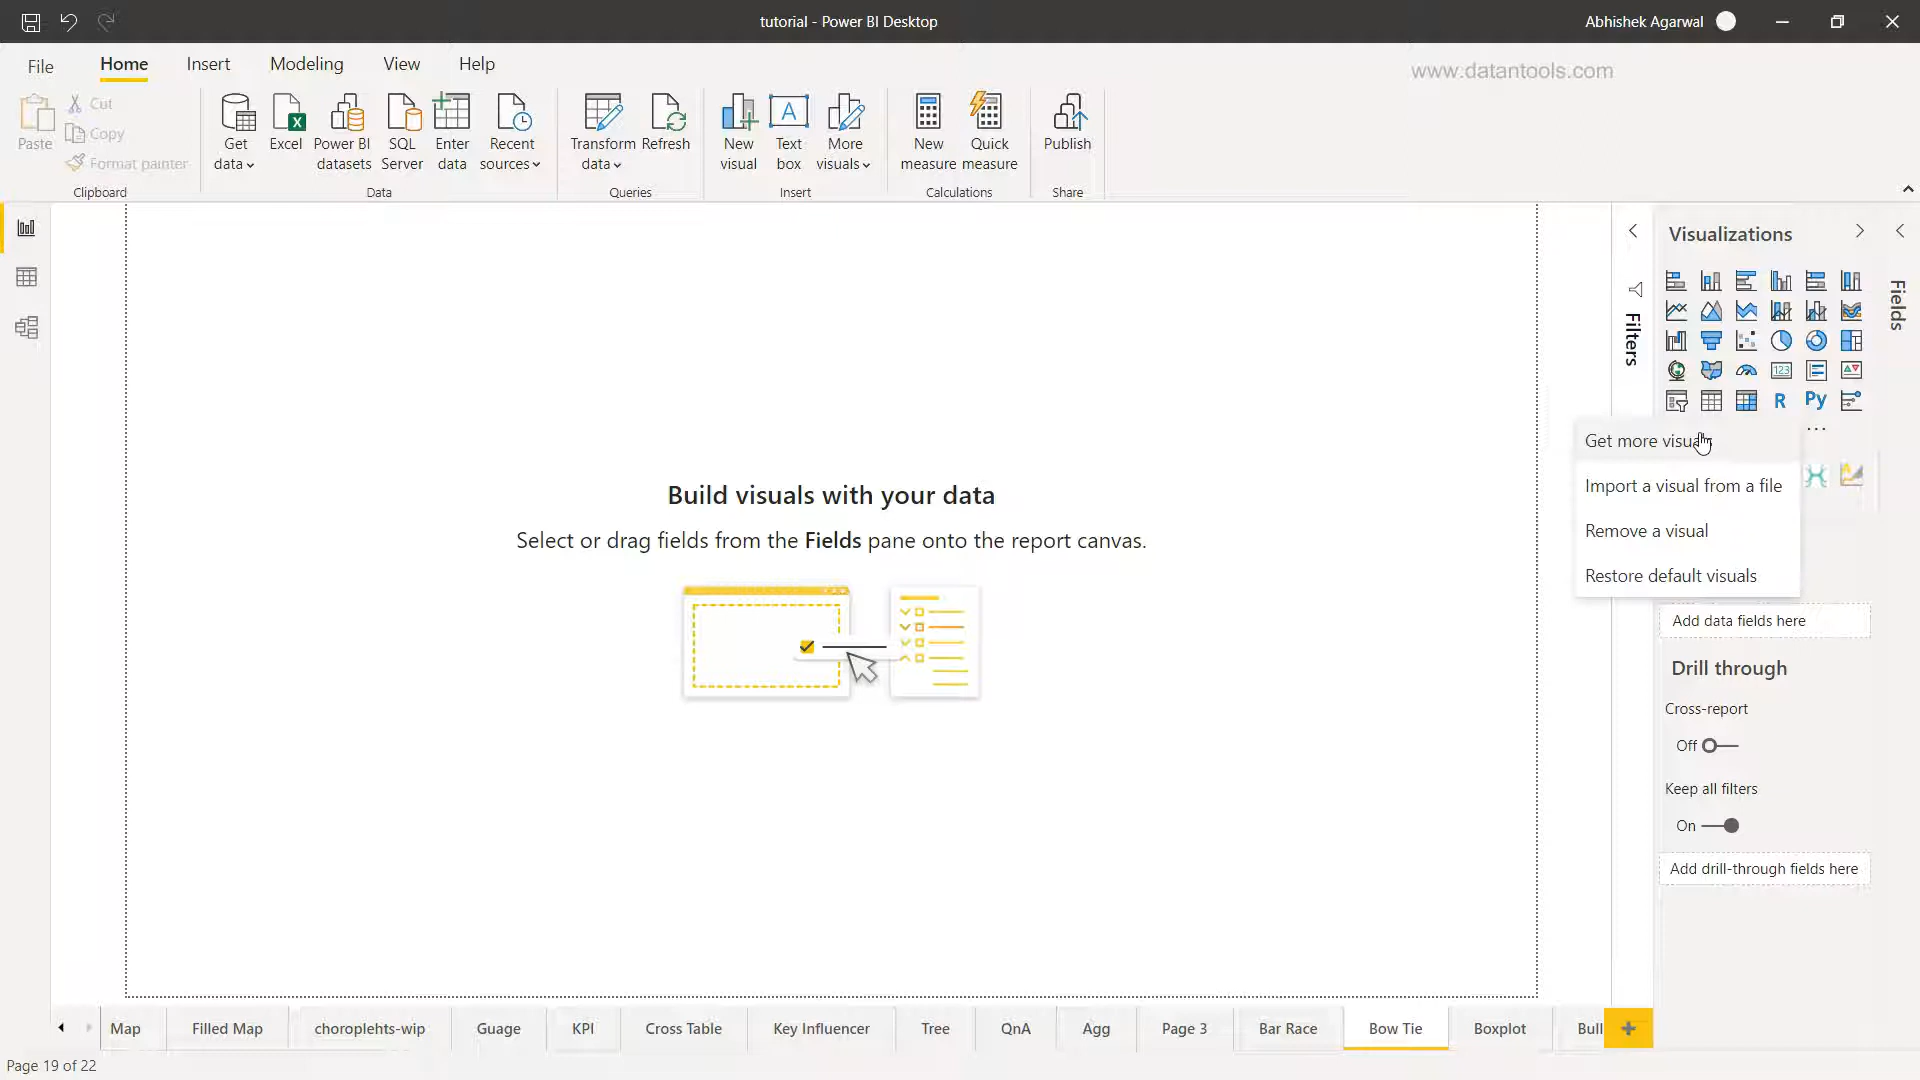 tutorial - Power BI Desktop
Abhishek Agarwal
File
Home
Insert
Modeling
View
Help
www.datantools.com
Paste
Cut
Copy
Format painter
Clipboard
Get data
Excel
Power BI datasets
SQL Server
Enter data
Recent sources
Data
Transform data
Refresh
Queries
New visual
Text box
More visuals
Insert
New measure
Quick measure
Calculations
Publish
Share
Visualizations
Filters
Fields
123
R
Py
Get more visuals
Import a visual from a file
Remove a visual
Restore default visuals
Build visuals with your data
Select or drag fields from the Fields pane onto the report canvas.
Add data fields here
Drill through
Cross-report
Off
Keep all filters
On
Add drill-through fields here
Map
Filled Map
choroplehts-wip
Guage
KPI
Cross Table
Key Influencer
Tree
QnA
Agg
Page 3
Bar Race
Bow Tie
Boxplot
Bull
Page 19 of 22